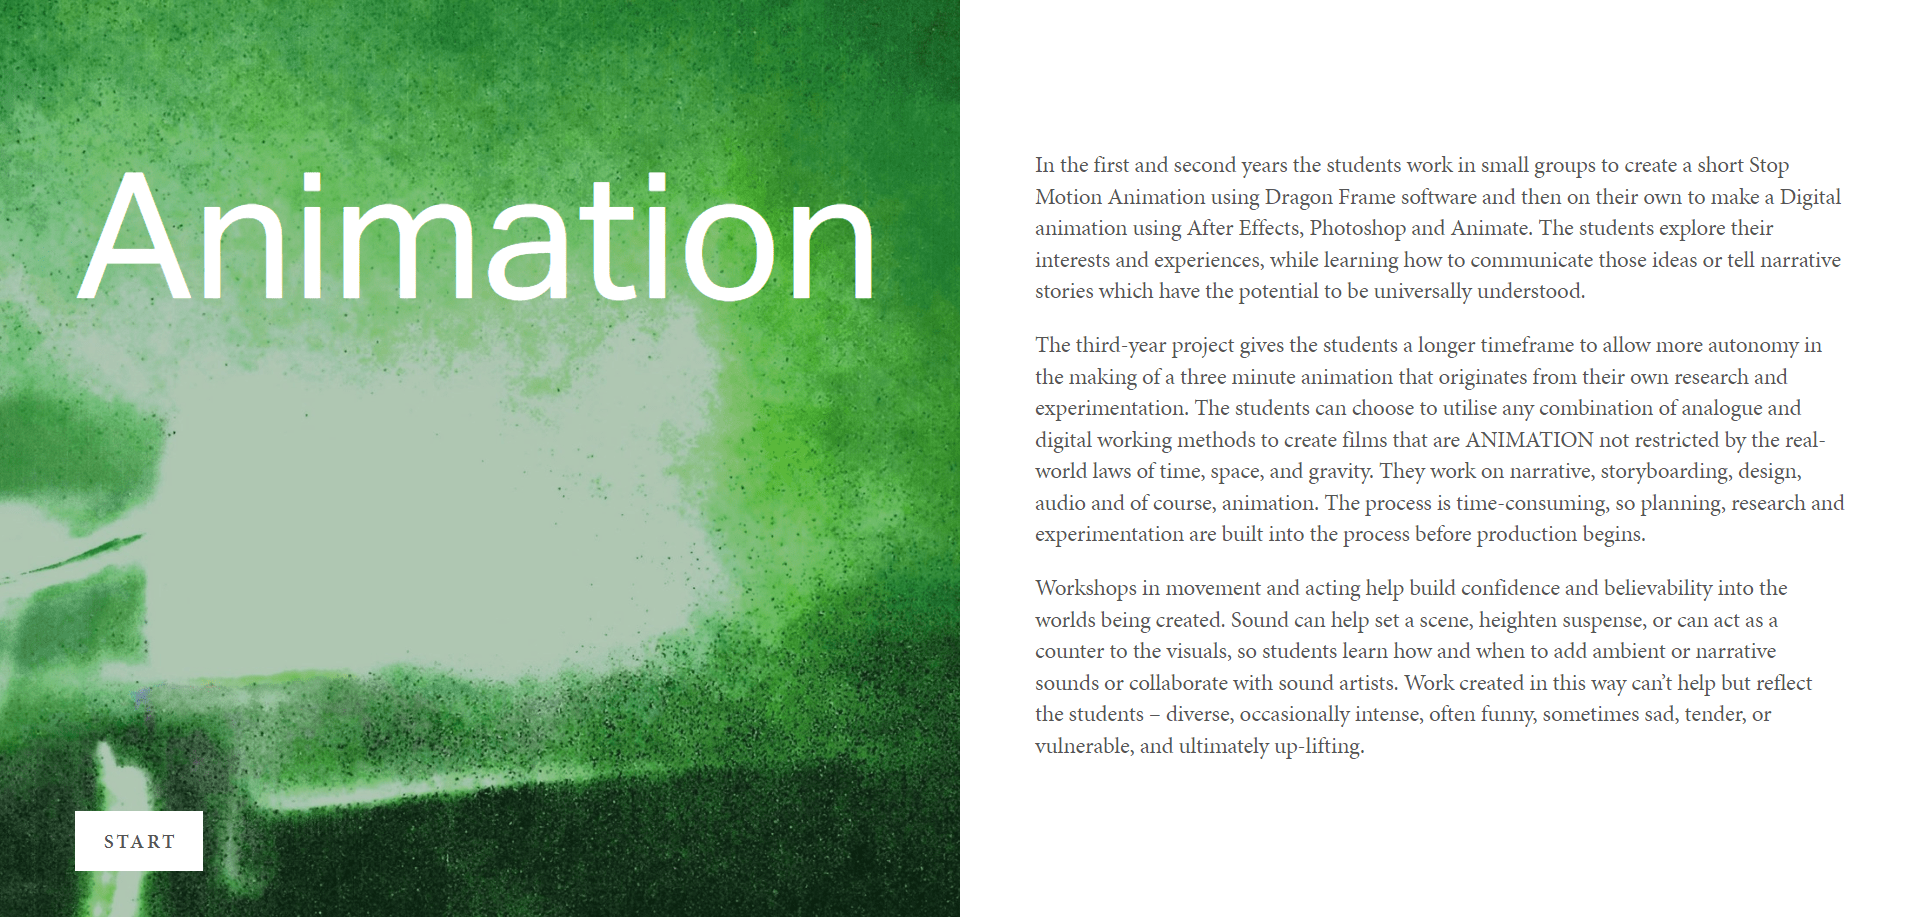 Animation
START
In the first and second years the students work in small groups to create a short Stop
Motion Animation using Dragon Frame software and then on their own to make a Digital
animation using After Effects, Photoshop and Animate. The students explore their
interests and experiences, while learning how to communicate those ideas or tell narrative
stories which have the potential to be universally understood.
The third-year project gives the students a longer timeframe to allow more autonomy in
the making of a three minute animation that originates from their own research and
experimentation. The students can choose to utilise any combination of analogue and
digital working methods to create films that are ANIMATION not restricted by the real-
world laws of time, space, and gravity. They work on narrative, storyboarding, design,
audio and of course, animation. The process is time-consuming, so planning, research and
experimentation are built into the process before production begins.
Workshops in movement and acting help build confidence and believability into the
worlds being created. Sound can help set a scene, heighten suspense, or can act as a
counter to the visuals, so students learn how and when to add ambient or narrative
sounds or collaborate with sound artists. Work created in this way can’t help but reflect
the students – diverse, occasionally intense, often funny, sometimes sad, tender, or
vulnerable, and ultimately up-lifting.